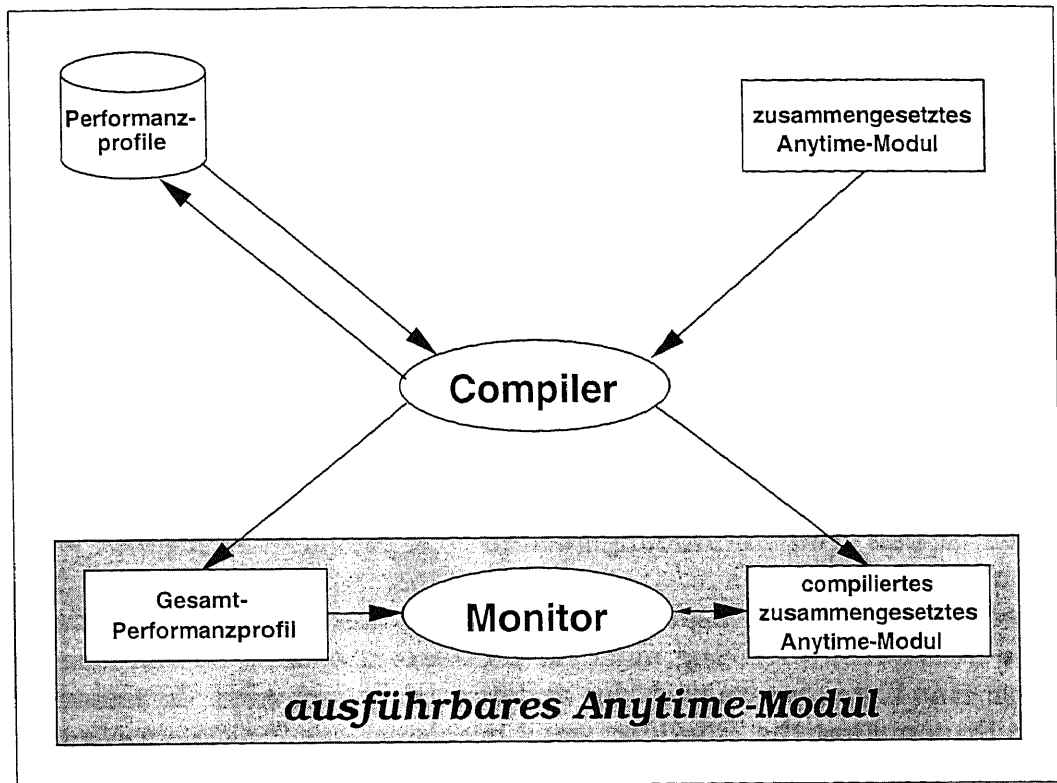 Performanz-
profile
zusammengesetztes
Anytime-Modul
Compiler
Gesamt-
Performanzprofil
Monitor
compiliertes
zusammengesetztes
Anytime-Modul
ausführbares Anytime-Modul